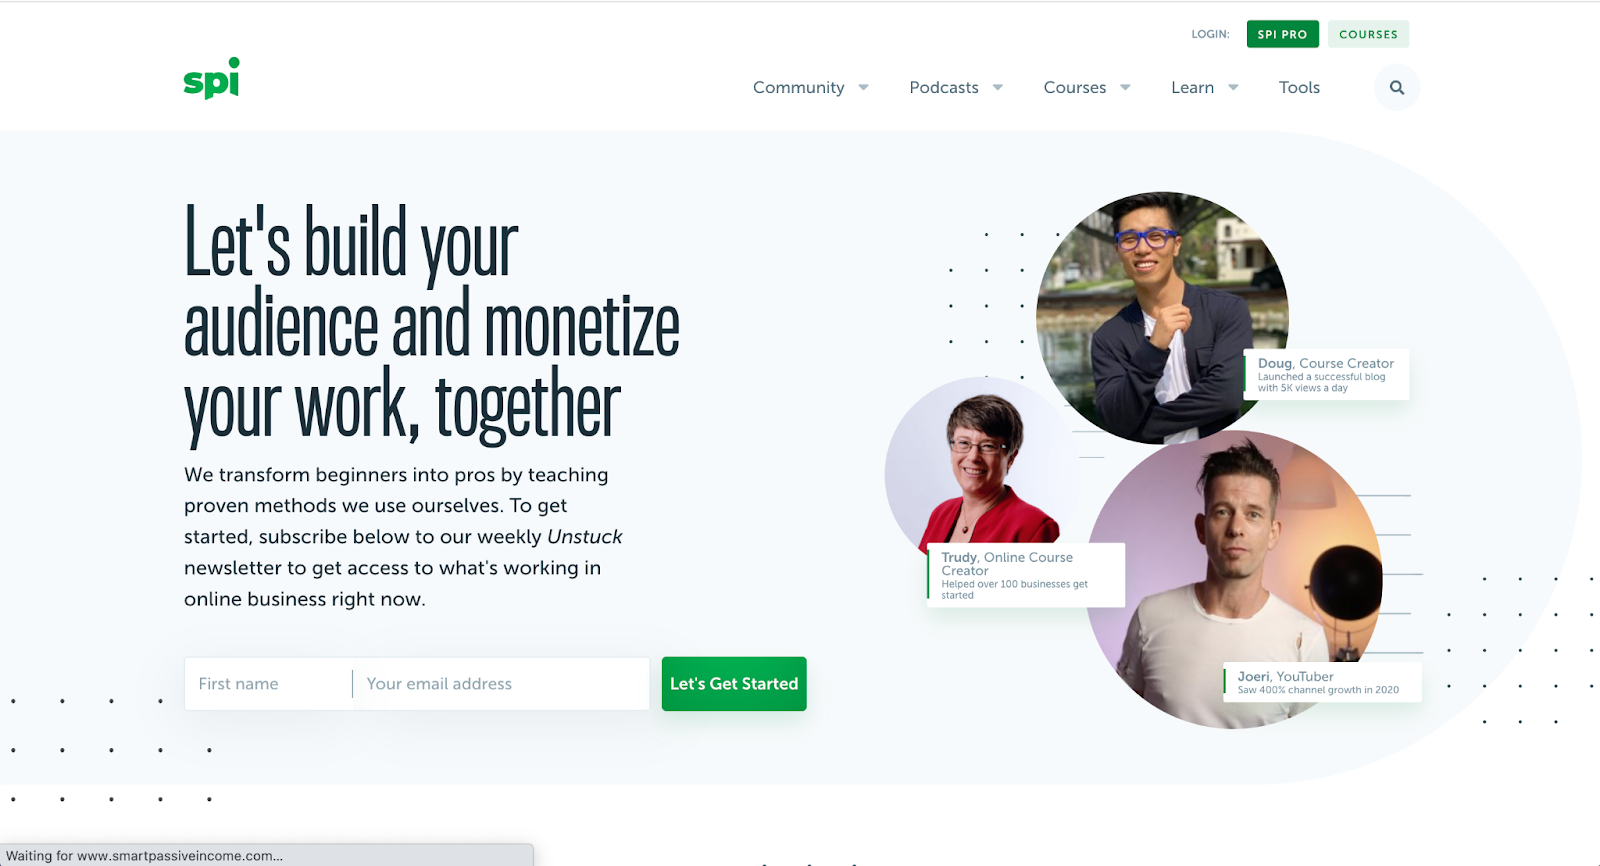 LOGIN:
SPI PRO
COURSES
spi
Community
Podcasts
Courses
Learn
Tools
Let's build your
audience and monetize
your work, together
We transform beginners into pros by teaching
proven methods we use ourselves. To get
started, subscribe below to our weekly Unstuck
newsletter to get access to what's working in
online business right now.
First name
Your email address
Let's Get Started
Doug, Course Creator
Launched a successful blog
with 5K views a day
Trudy, Online Course
Creator
Helped over 100 businesses get
started
Joeri, YouTuber
Saw 400% channel growth in 2020
Waiting for www.smartpassiveincome.com...